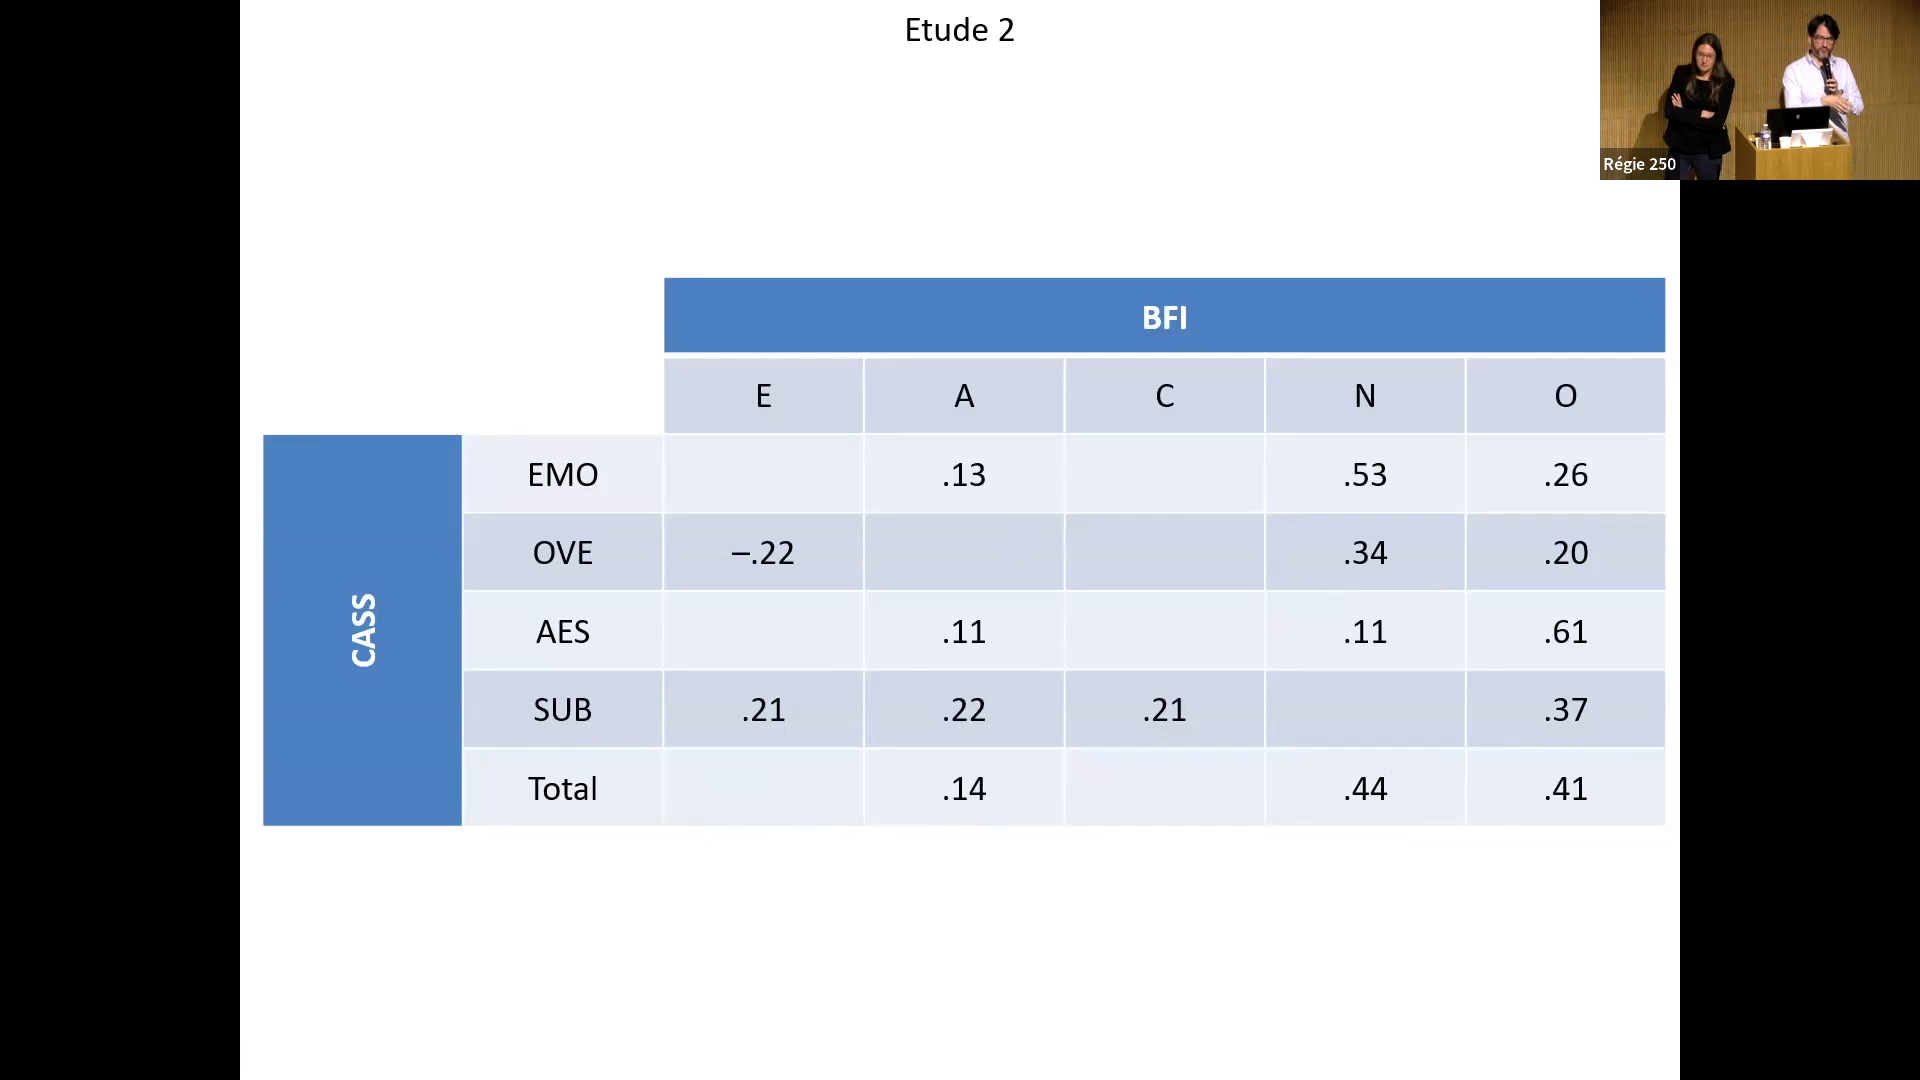 Etude 2
Régie 250
BFI
E A C N O
CASS
EMO .13 .53 .26
OVE –.22 .34 .20
AES .11 .11 .61
SUB .21 .22 .21 .37
Total .14 .44 .41